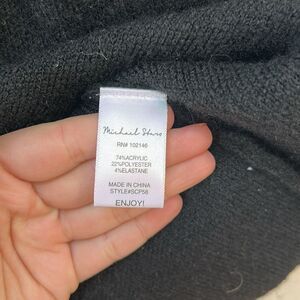 Michael Stars
RN# 102146
74%ACRYLIC
22%POLYESTER
4%ELASTANE
MADE IN CHINA
STYLE#SCP58
ENJOY!